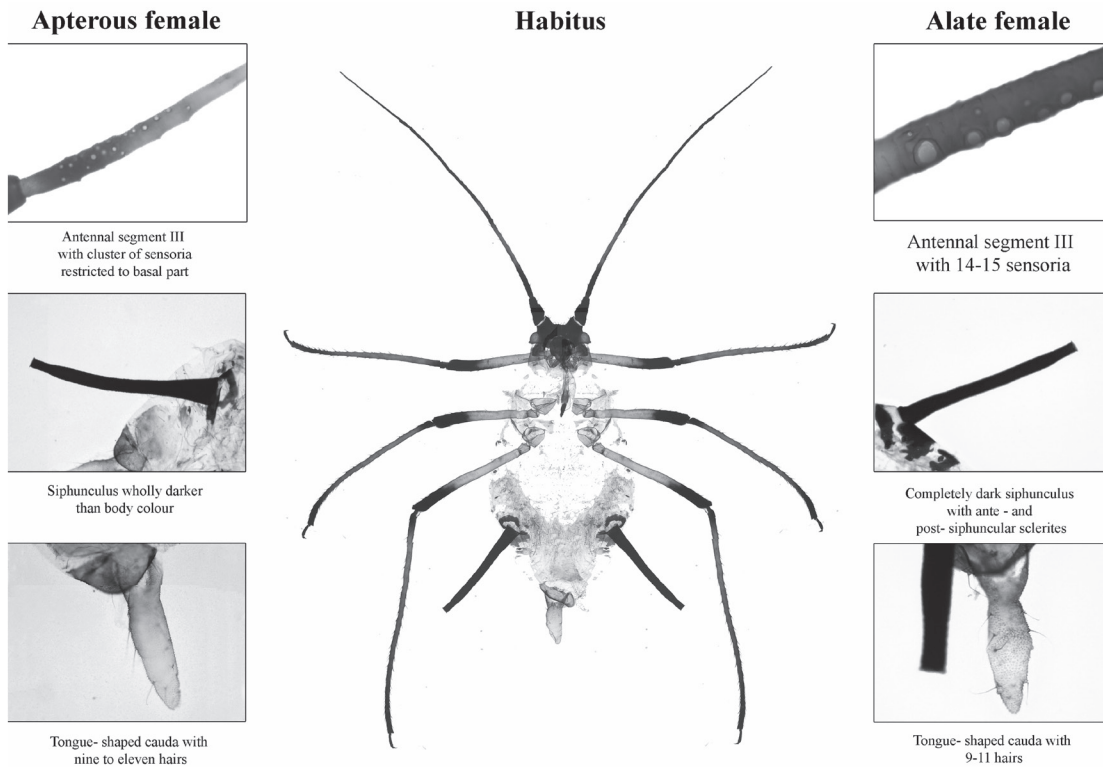 Apterous female
Habitus
Alate female
Antennal segment III
with cluster of sensoria
restricted to basal part
Antennal segment III
with 14-15 sensoria
Siphunculus wholly darker
than body colour
Completely dark siphunculus
with ante - and
post- siphuncular sclerites
Tongue- shaped cauda with
nine to eleven hairs
Tongue- shaped cauda with
9-11 hairs